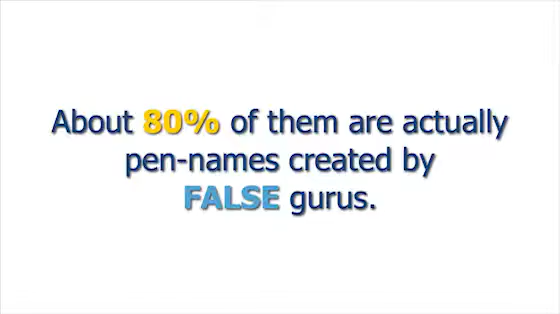 About 80% of them are actually
pen-names created by
FALSE gurus.